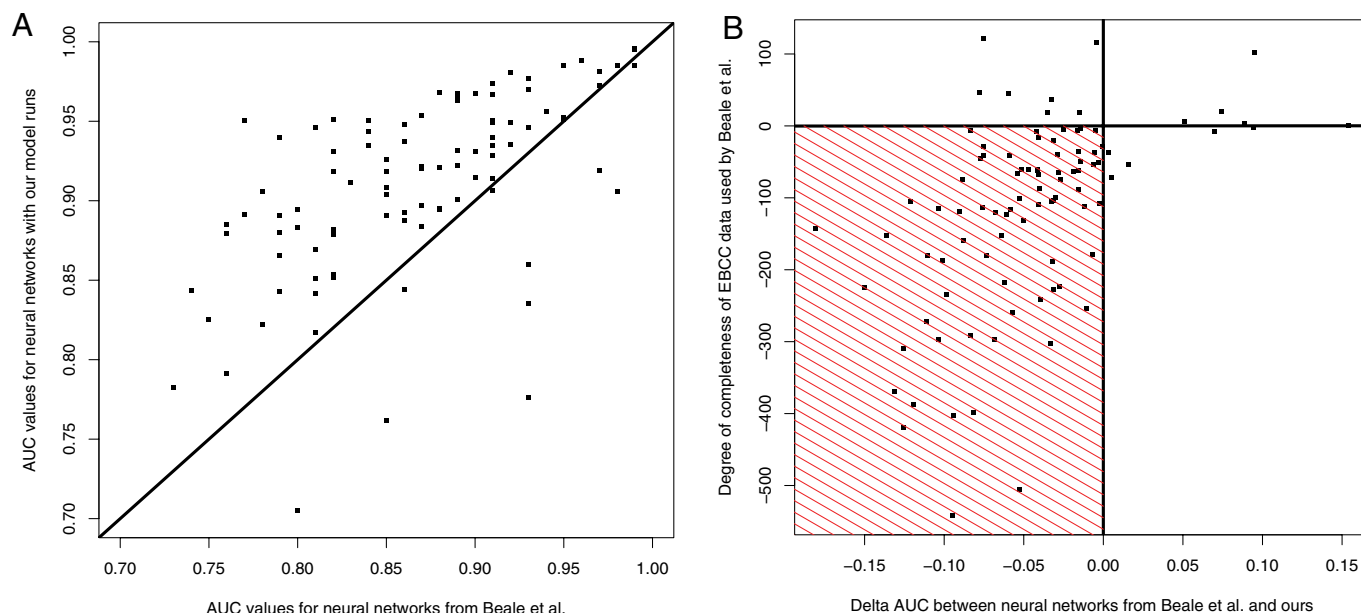 A
AUC values for neural networks with our model runs
1.00
0.95
0.90
0.85
0.80
0.75
0.70
0.70 0.75 0.80 0.85 0.90 0.95 1.00
AUC values for neural networks from Beale et al.
B
Degree of completeness of EBCC data used by Beale et al.
100
0
−100
−200
−300
−400
−500
−0.15 −0.10 −0.05 0.00 0.05 0.10 0.15
Delta AUC between neural networks from Beale et al. and ours